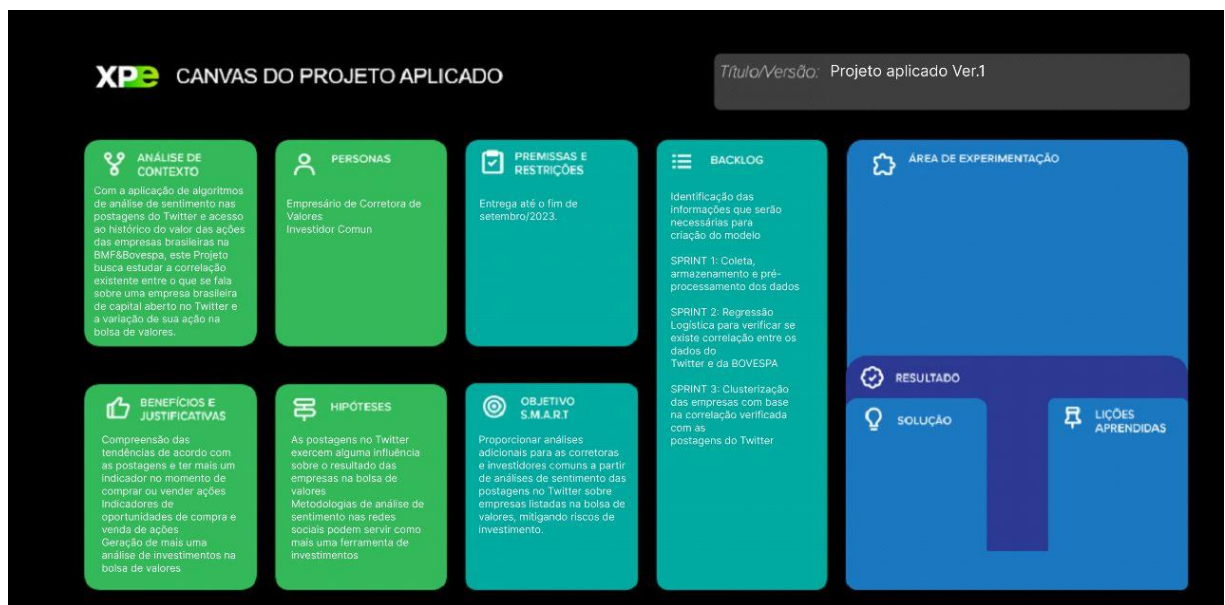 XPe CANVAS DO PROJETO APLICADO
Título/Versão: Projeto aplicado Ver.1
ANÁLISE DE
CONTEXTO
Com a aplicação de algoritmos
de análise de sentimento nas
postagens do Twitter e acesso
ao histórico do valor das ações
das empresas brasileiras na
BMF&Bovespa, este Projeto
busca estudar a correlação
existente entre o que se fala
sobre uma empresa brasileira
de capital aberto no Twitter e
a variação de sua ação na
bolsa de valores.
PERSONAS
Empresário de Corretora de
Valores
Investidor Comun
PREMISSAS E
RESTRIÇÕES
Entrega até o fim de
setembro/2023.
BACKLOG
Identificação das
informações que serão
necessárias para
criação do modelo
SPRINT 1: Coleta,
armazenamento e pré-
processamento dos dados
SPRINT 2: Regressão
Logística para verificar se
existe correlação entre os
dados do
Twitter e da BOVESPA
SPRINT 3: Clusterização
das empresas com base
na correlação verificada
com as
postagens do Twitter
ÁREA DE EXPERIMENTAÇÃO
BENEFÍCIOS E
JUSTIFICATIVAS
Compreensão das
tendências de acordo com
as postagens e ter mais um
indicador no momento de
comprar ou vender ações
Indicadores de
oportunidades de compra e
venda de ações
Geração de mais uma
análise de investimentos na
bolsa de valores
HIPÓTESES
As postagens no Twitter
exercem alguma influência
sobre o resultado das
empresas na bolsa de
valores
Metodologias de análise de
sentimento nas redes
sociais podem servir como
mais uma ferramenta de
investimentos
OBJETIVO
S.M.A.R.T
Proporcionar análises
adicionais para as corretoras
e investidores comuns a partir
de análises de sentimento das
postagens no Twitter sobre
empresas listadas na bolsa de
valores, mitigando riscos de
investimento.
RESULTADO
SOLUÇÃO
LIÇÕES
APRENDIDAS